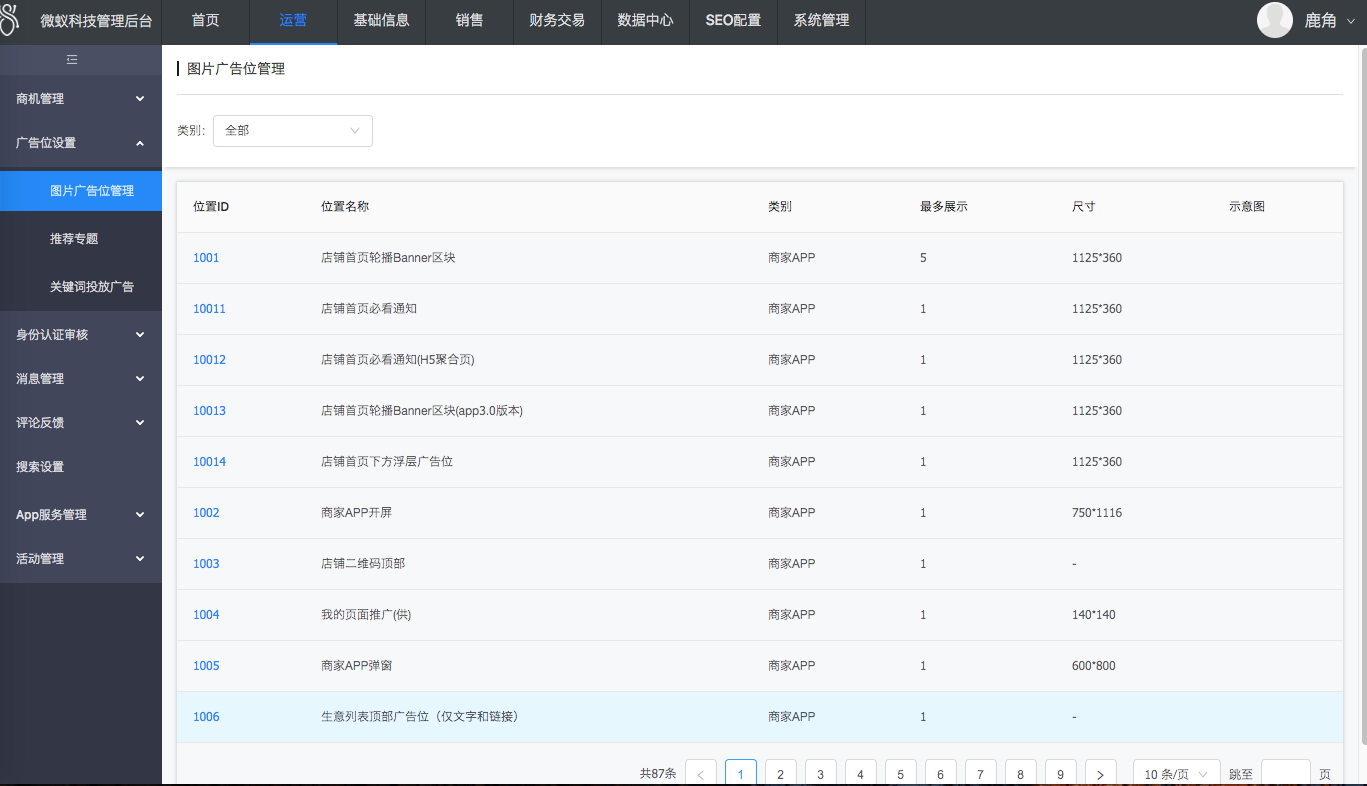 微蚁科技管理后台 首页 运营 基础信息 销售 财务交易 数据中心 SEO配置 系统管理 鹿角
商机管理
广告位设置
图片广告位管理
推荐专题
关键词投放广告
身份认证审核
消息管理
评论反馈
搜索设置
App服务管理
活动管理
图片广告位管理
类别: 全部
位置ID 位置名称 类别 最多展示 尺寸 示意图
1001 店铺首页轮播Banner区块 商家APP 5 1125*360
10011 店铺首页必看通知 商家APP 1 1125*360
10012 店铺首页必看通知(H5聚合页) 商家APP 1 1125*360
10013 店铺首页轮播Banner区块(app3.0版本) 商家APP 1 1125*360
10014 店铺首页下方浮层广告位 商家APP 1 1125*360
1002 商家APP开屏 商家APP 1 750*1116
1003 店铺二维码顶部 商家APP 1 -
1004 我的页面推广(供) 商家APP 1 140*140
1005 商家APP弹窗 商家APP 1 600*800
1006 生意列表顶部广告位（仅文字和链接） 商家APP 1 -
共87条 < 1 2 3 4 5 6 7 8 9 > 10 条/页 跳至 页